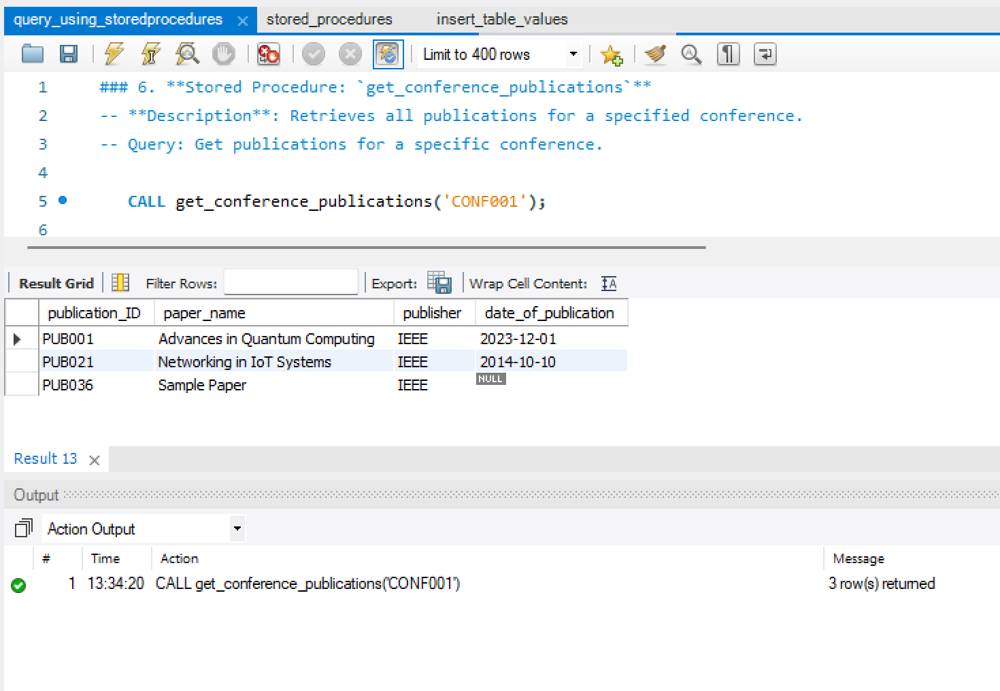 query_using_storedprocedures × stored_procedures insert_table_values
Limit to 400 rows
1 ### 6. **Stored Procedure: `get_conference_publications`**
2 -- **Description**: Retrieves all publications for a specified conference.
3 -- Query: Get publications for a specific conference.
4
5 CALL get_conference_publications('CONF001');
6
Result Grid Filter Rows: Export: Wrap Cell Content: IA
publication_ID paper_name publisher date_of_publication
PUB001 Advances in Quantum Computing IEEE 2023-12-01
PUB021 Networking in IoT Systems IEEE 2014-10-10
PUB036 Sample Paper IEEE NULL
Result 13 ×
Output
Action Output
# Time Action Message
1 13:34:20 CALL get_conference_publications('CONF001') 3 row(s) returned